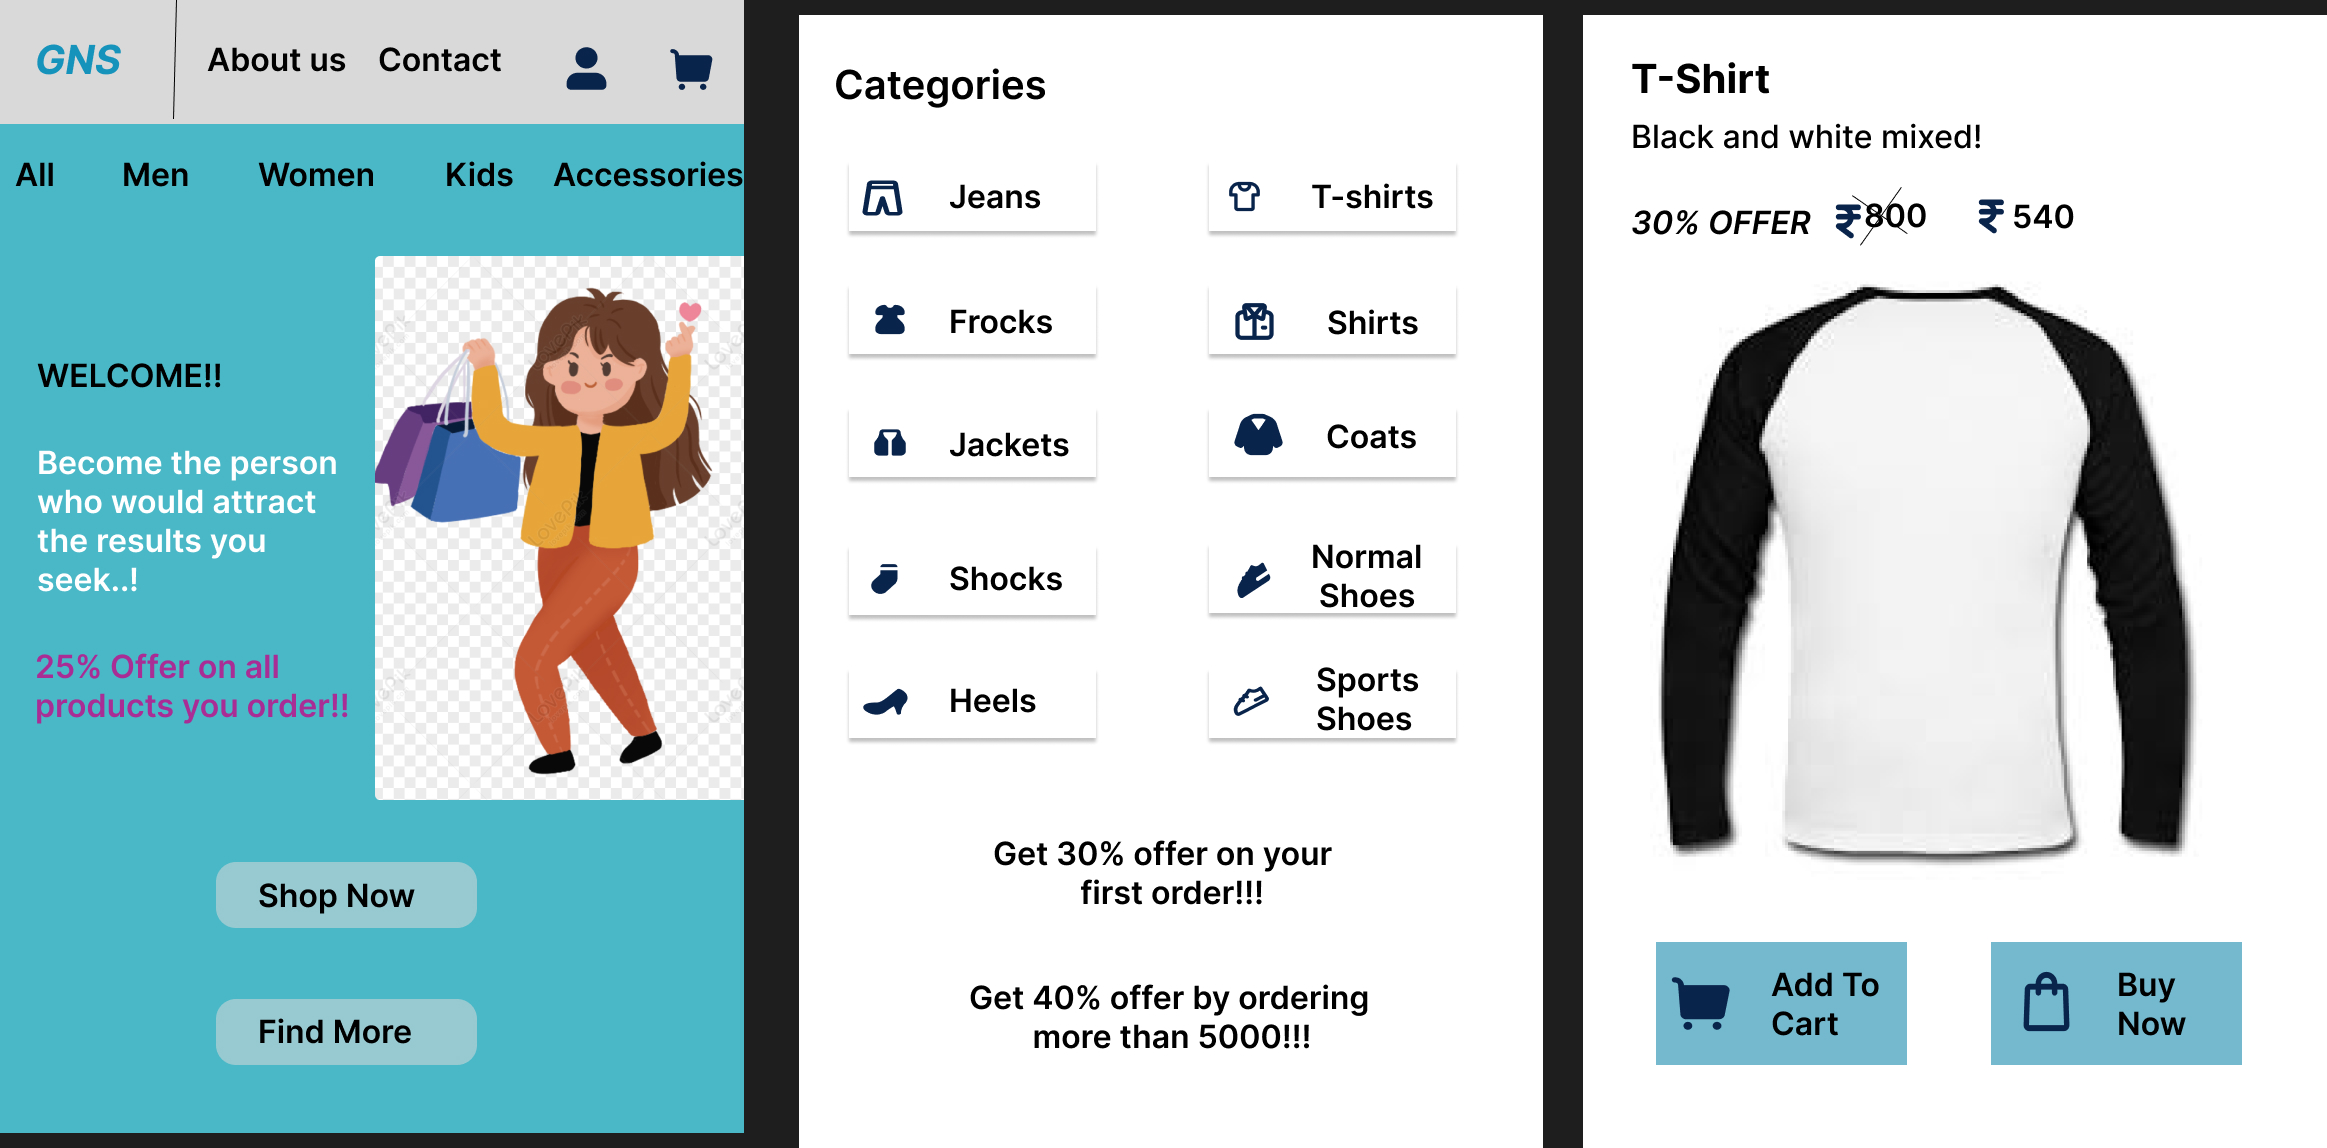 GNS
About us
Contact
All
Men
Women
Kids
Accessories
WELCOME!!
Become the person
who would attract
the results you
seek..!
25% Offer on all
products you order!!
Shop Now
Find More
Categories
Jeans
T-shirts
Frocks
Shirts
Jackets
Coats
Shocks
Normal
Shoes
Heels
Sports
Shoes
Get 30% offer on your
first order!!!
Get 40% offer by ordering
more than 5000!!!
T-Shirt
Black and white mixed!
30% OFFER ₹800 ₹ 540
Add To
Cart
Buy
Now